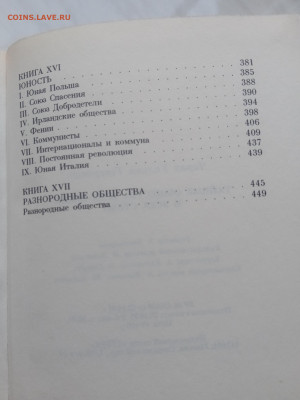 COINS.LAVE.RU
КНИГА XVI
ЮНОСТЬ 381
I. Юная Польша 385
II. Союз Спасения 388
III. Союз Добродетели 390
IV. Ирландские общества 394
V. Фении 398
VI. Коммунисты 406
VII. Интернационалы и коммуна 409
VIII. Постоянная революция 437
IX. Юная Италия 439
КНИГА XVII
РАЗНОРОДНЫЕ ОБЩЕСТВА 445
Разнородные общества 449